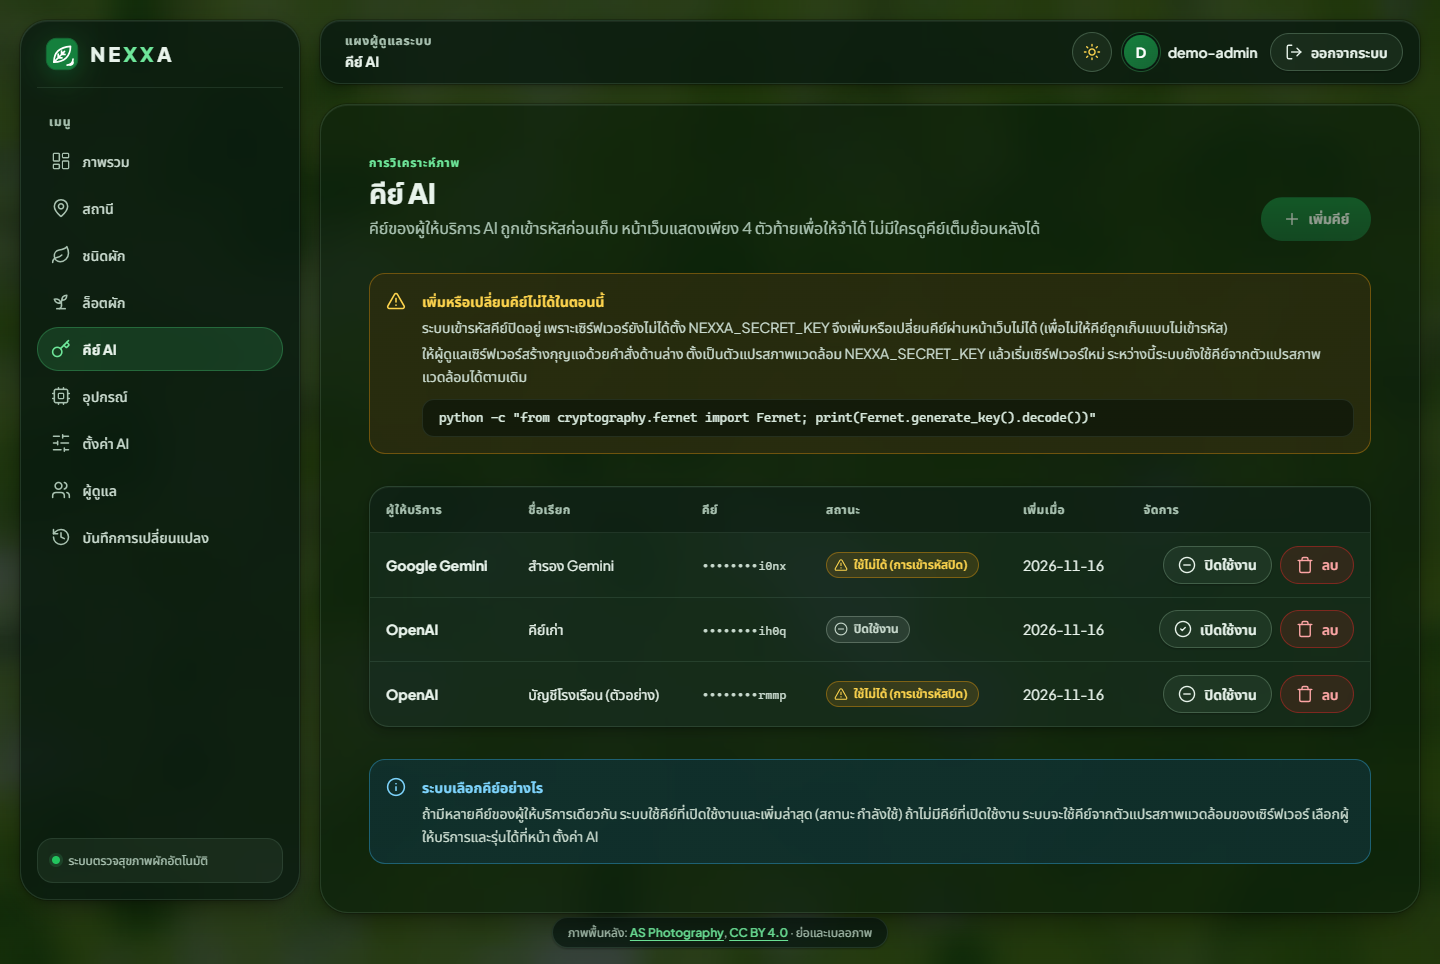 NEXXA
เมนู
ภาพรวม
สถานี
ชนิดผัก
ล็อตผัก
คีย์ AI
อุปกรณ์
ตั้งค่า AI
ผู้ดูแล
บันทึกการเปลี่ยนแปลง
ระบบตรวจสุขภาพผักอัตโนมัติ
แผงผู้ดูแลระบบ
คีย์ AI
D demo-admin ออกจากระบบ
การวิเคราะห์ภาพ
คีย์ AI
คีย์ของผู้ให้บริการ AI ถูกเข้ารหัสก่อนเก็บ หน้าเว็บแสดงเพียง 4 ตัวท้ายเพื่อให้จำได้ ไม่มีใครดูคีย์เต็มย้อนหลังได้
เพิ่มคีย์
เพิ่มหรือเปลี่ยนคีย์ไม่ได้ในตอนนี้
ระบบเข้ารหัสคีย์ปิดอยู่ เพราะเซิร์ฟเวอร์ยังไม่ได้ตั้ง NEXXA_SECRET_KEY จึงเพิ่มหรือเปลี่ยนคีย์ผ่านหน้าเว็บไม่ได้ (เพื่อไม่ให้คีย์ถูกเก็บแบบไม่เข้ารหัส)
ให้ผู้ดูแลเซิร์ฟเวอร์สร้างกุญแจด้วยคำสั่งด้านล่าง ตั้งเป็นตัวแปรสภาพแวดล้อม NEXXA_SECRET_KEY แล้วเริ่มเซิร์ฟเวอร์ใหม่ ระหว่างนี้ระบบยังใช้คีย์จากตัวแปรสภาพ
แวดล้อมได้ตามเดิม
python -c "from cryptography.fernet import Fernet; print(Fernet.generate_key().decode())"
ผู้ให้บริการ ชื่อเรียก คีย์ สถานะ เพิ่มเมื่อ จัดการ
Google Gemini สำรอง Gemini ••••••••i0nx ใช้ไม่ได้ (การเข้ารหัสปิด) 2026-11-16 ปิดใช้งาน ลบ
OpenAI คีย์เก่า ••••••••ih0q ปิดใช้งาน 2026-11-16 เปิดใช้งาน ลบ
OpenAI บัญชีโรงเรือน (ตัวอย่าง) ••••••••rmmp ใช้ไม่ได้ (การเข้ารหัสปิด) 2026-11-16 ปิดใช้งาน ลบ
ระบบเลือกคีย์อย่างไร
ถ้ามีหลายคีย์ของผู้ให้บริการเดียวกัน ระบบใช้คีย์ที่เปิดใช้งานและเพิ่มล่าสุด (สถานะ กำลังใช้) ถ้าไม่มีคีย์ที่เปิดใช้งาน ระบบจะใช้คีย์จากตัวแปรสภาพแวดล้อมของเซิร์ฟเวอร์ เลือกผู้
ให้บริการและรุ่นได้ที่หน้า ตั้งค่า AI
ภาพพื้นหลัง: AS Photography, CC BY 4.0 · ย่อและเบลอภาพ